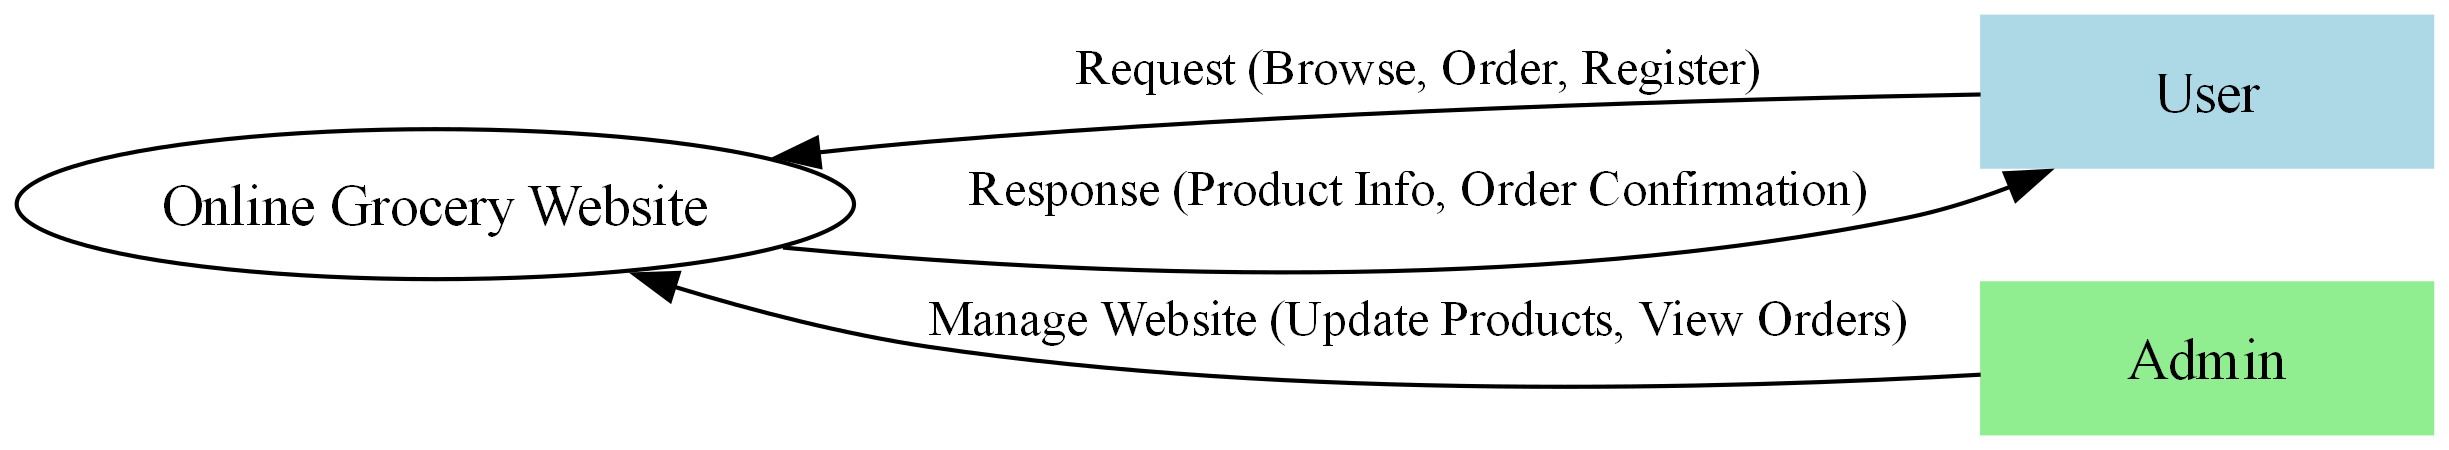 Request (Browse, Order, Register)
User
Response (Product Info, Order Confirmation)
Online Grocery Website
Manage Website (Update Products, View Orders)
Admin